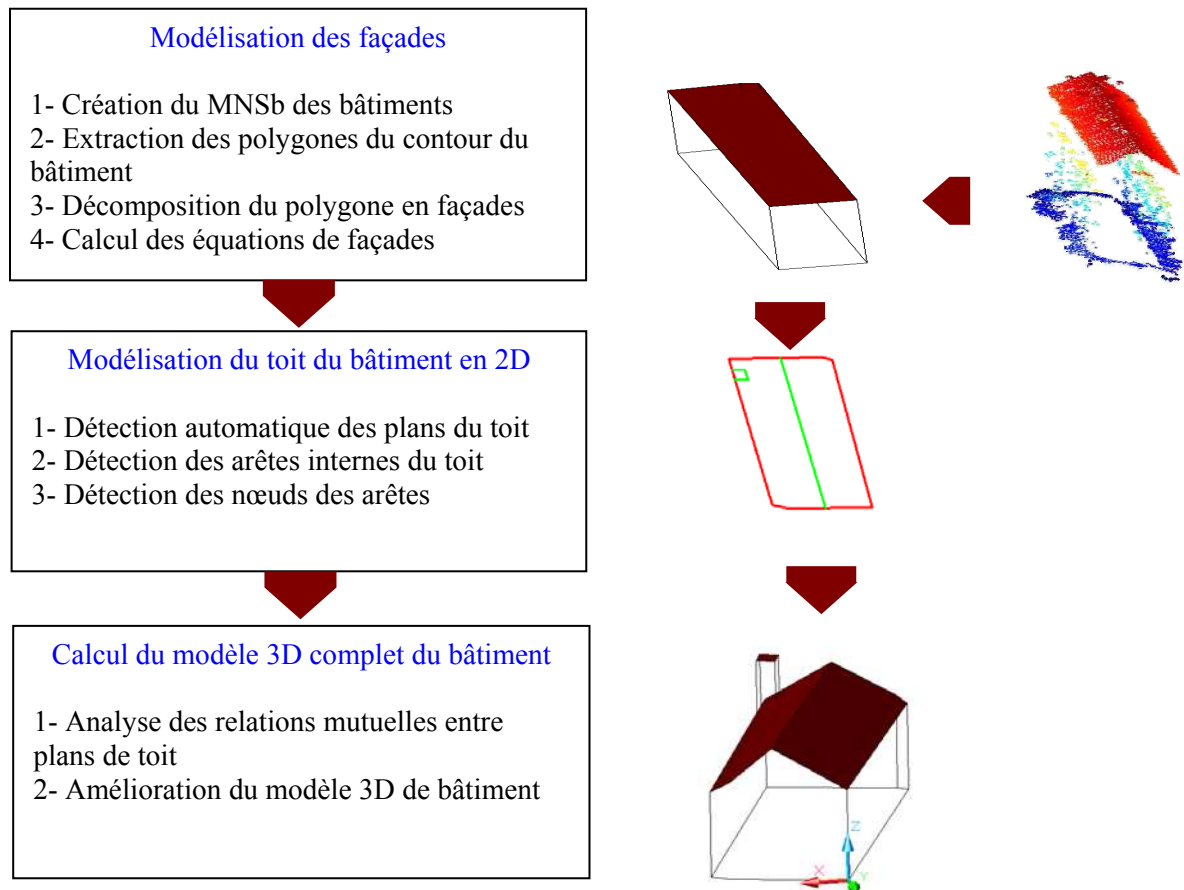 Modélisation des façades
1- Création du MNSb des bâtiments
2- Extraction des polygones du contour du
bâtiment
3- Décomposition du polygone en façades
4- Calcul des équations de façades
Modélisation du toit du bâtiment en 2D
1- Détection automatique des plans du toit
2- Détection des arêtes internes du toit
3- Détection des nœuds des arêtes
Calcul du modèle 3D complet du bâtiment
1- Analyse des relations mutuelles entre
plans de toit
2- Amélioration du modèle 3D de bâtiment
Z
X
Y